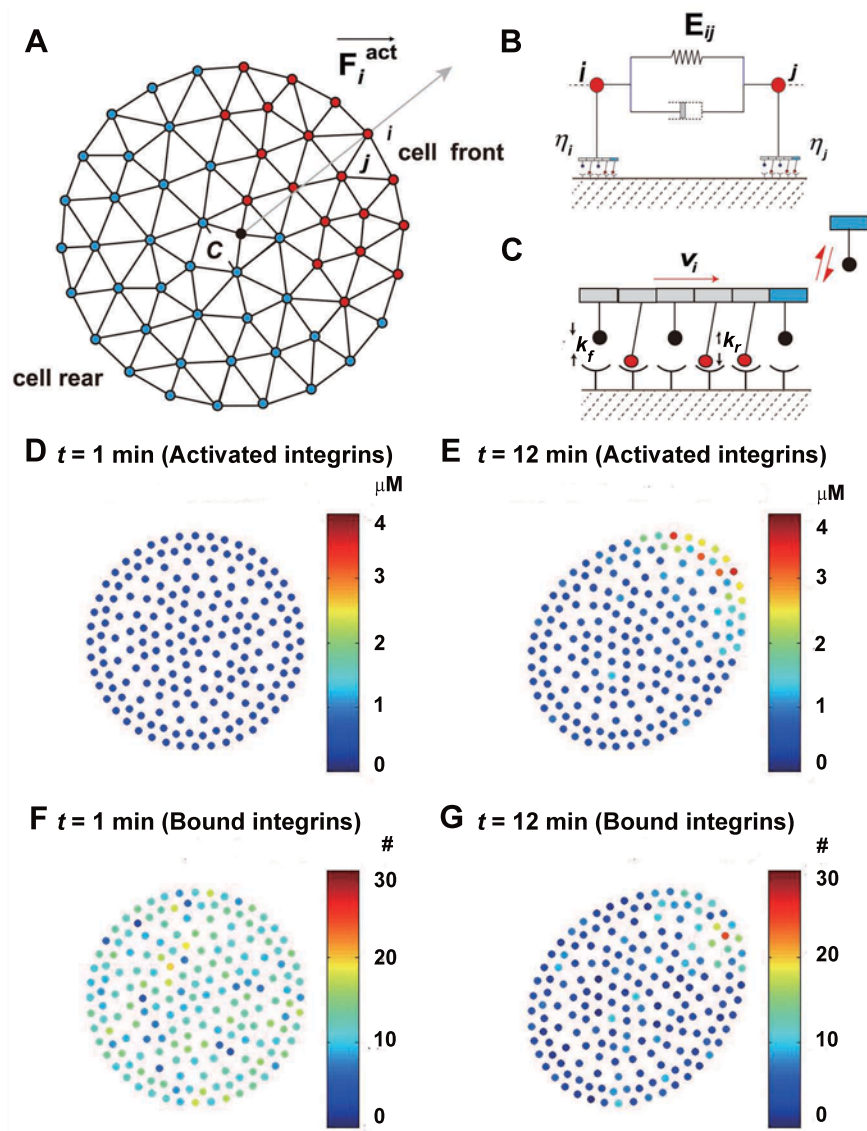 A
F_i^act
i
j
cell front
C
cell rear
B
E_ij
i
j
η_i
η_j
C
v_i
k_f
k_r
D t = 1 min (Activated integrins)
μM
4
3
2
1
0
E t = 12 min (Activated integrins)
μM
4
3
2
1
0
F t = 1 min (Bound integrins)
#
30
20
10
0
G t = 12 min (Bound integrins)
#
30
20
10
0